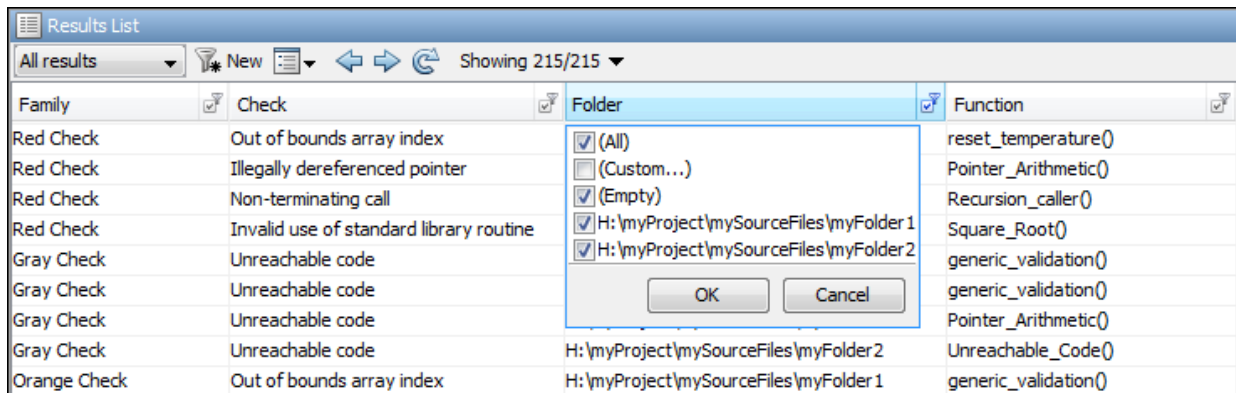 Results List
All results New Showing 215/215
Family Check Folder Function
Red Check Out of bounds array index (All) reset_temperature()
Red Check Illegally dereferenced pointer (Custom...) Pointer_Arithmetic()
Red Check Non-terminating call (Empty) Recursion_caller()
Red Check Invalid use of standard library routine H:\myProject\mySourceFiles\myFolder1 Square_Root()
Gray Check Unreachable code H:\myProject\mySourceFiles\myFolder2 generic_validation()
Gray Check Unreachable code OK Cancel generic_validation()
Gray Check Unreachable code Pointer_Arithmetic()
Gray Check Unreachable code H:\myProject\mySourceFiles\myFolder2 Unreachable_Code()
Orange Check Out of bounds array index H:\myProject\mySourceFiles\myFolder1 generic_validation()